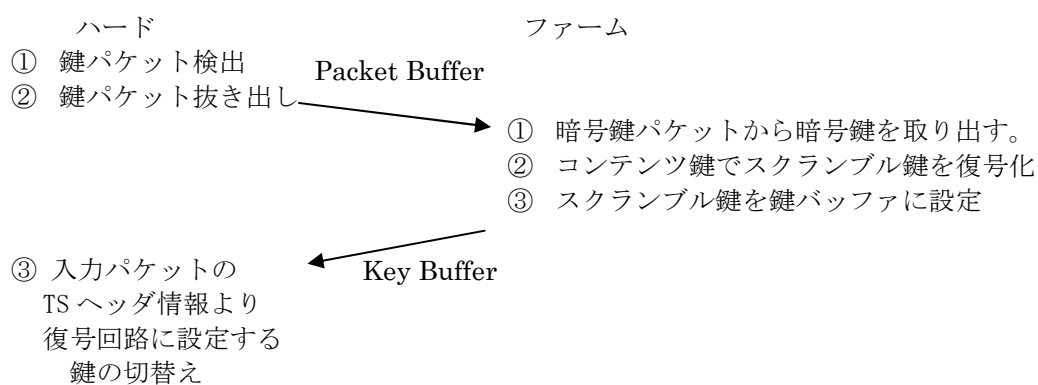 ハード
ファーム
① 鍵パケット検出
Packet Buffer
② 鍵パケット抜き出し
① 暗号鍵パケットから暗号鍵を取り出す。
② コンテンツ鍵でスクランブル鍵を復号化
③ スクランブル鍵を鍵バッファに設定
Key Buffer
③ 入力パケットの
TSヘッダ情報より
復号回路に設定する
鍵の切替え